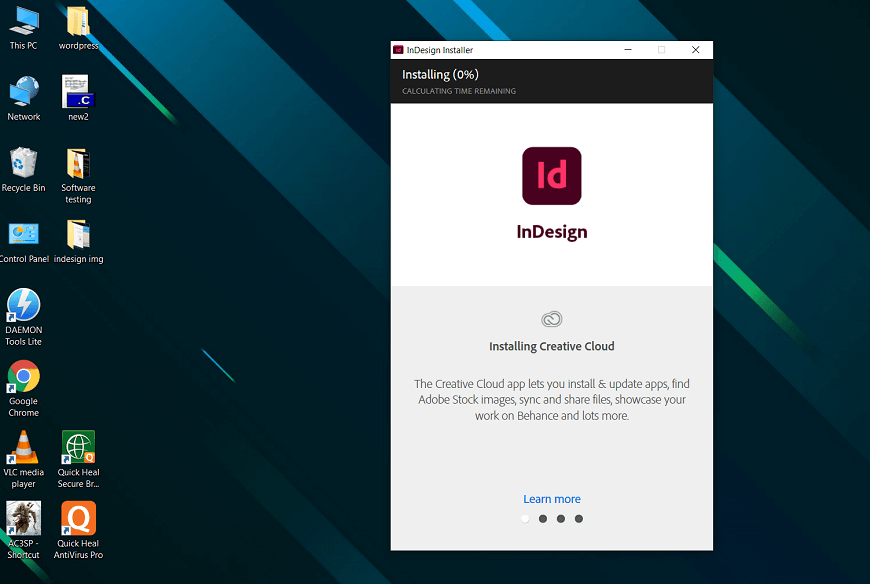 This PC
wordpress
Network
.C
new2
Recycle Bin
Software
testing
Control Panel
indesign img
DAEMON
Tools Lite
Google
Chrome
VLC media
player
Quick Heal
Secure Br...
AC3SP -
Shortcut
Quick Heal
AntiVirus Pro
Id
InDesign Installer
Installing (0%)
CALCULATING TIME REMAINING
Id
InDesign
Installing Creative Cloud
The Creative Cloud app lets you install & update apps, find
Adobe Stock images, sync and share files, showcase your
work on Behance and lots more.
Learn more